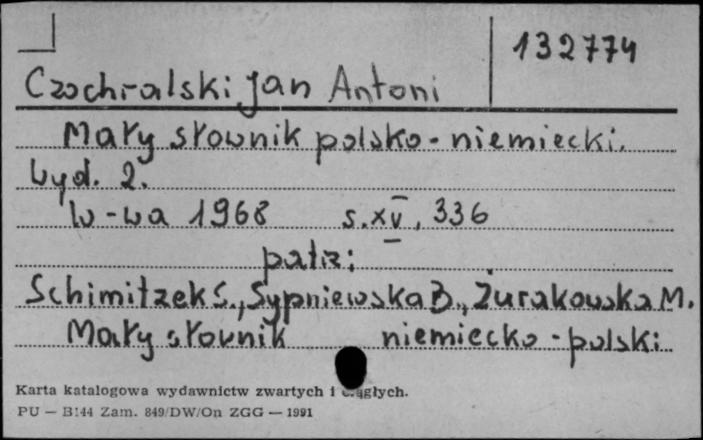 132774
Czochralski Jan Antoni
Mały słownik polsko-niemiecki.
Wyd. 2.
W-wa 1968 s. XV, 336
patrz:
Schimitzek S., Sypniewska B., Żurakowska M.
Mały słownik niemiecko-polski
Karta katalogowa wydawnictw zwartych i ciągłych.
PU — B144 Zam. 849/DW/On ZGG — 1991